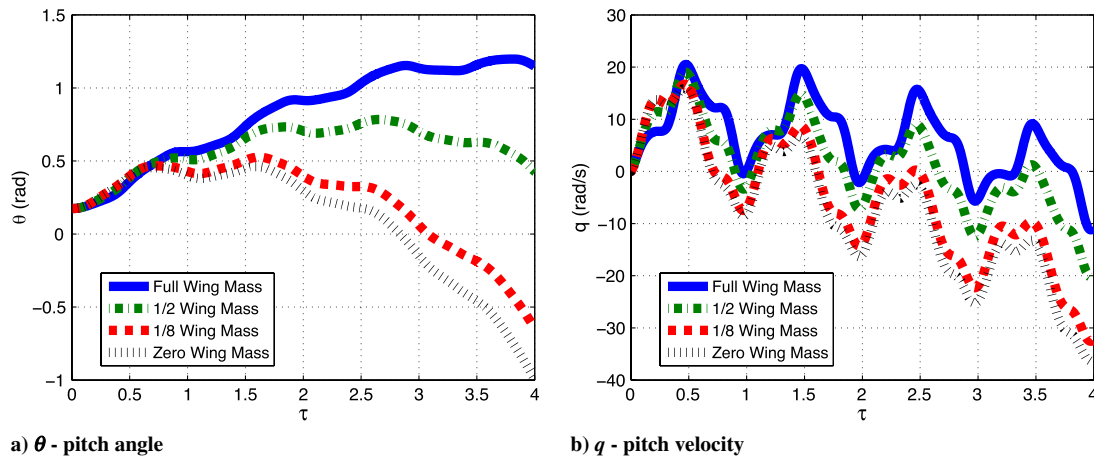 1.5
1
0.5
0
−0.5
−1
θ (rad)
Full Wing Mass
1/2 Wing Mass
1/8 Wing Mass
Zero Wing Mass
0 0.5 1 1.5 2 2.5 3 3.5 4
τ
a) θ - pitch angle
30
20
10
0
−10
−20
−30
−40
q (rad/s)
Full Wing Mass
1/2 Wing Mass
1/8 Wing Mass
Zero Wing Mass
0 0.5 1 1.5 2 2.5 3 3.5 4
τ
b) q - pitch velocity